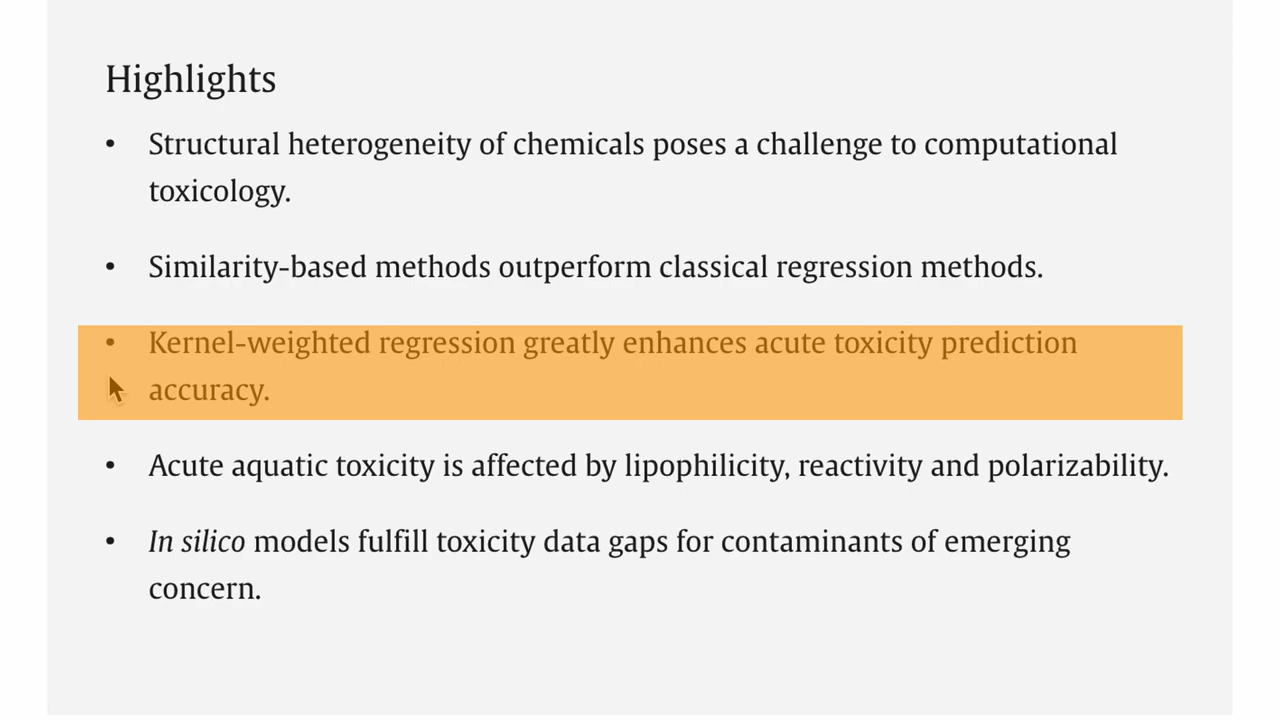 Highlights
• Structural heterogeneity of chemicals poses a challenge to computational
toxicology.
• Similarity-based methods outperform classical regression methods.
• Kernel-weighted regression greatly enhances acute toxicity prediction
accuracy.
• Acute aquatic toxicity is affected by lipophilicity, reactivity and polarizability.
• In silico models fulfill toxicity data gaps for contaminants of emerging
concern.